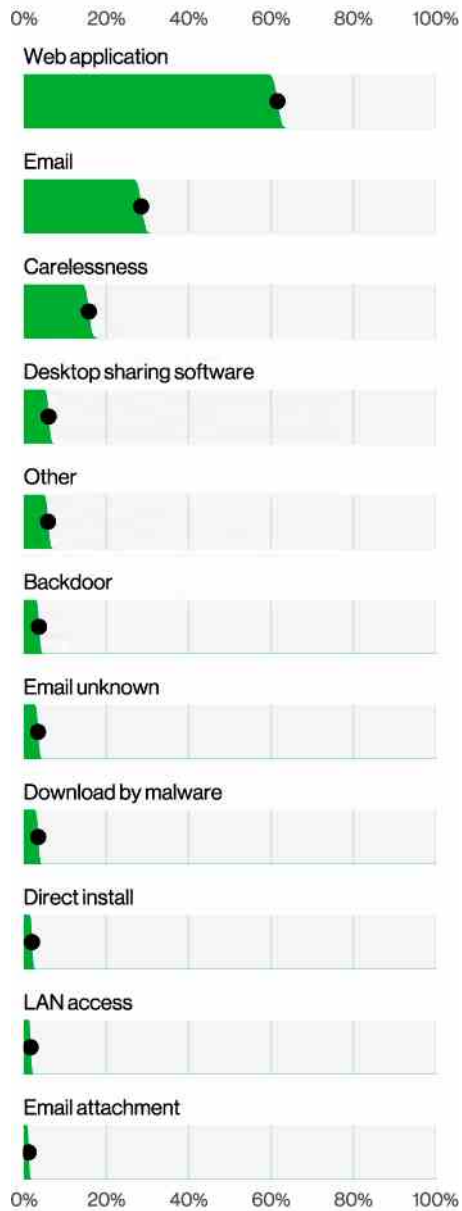 0% 20% 40% 60% 80% 100%
Web application
Email
Carelessness
Desktop sharing software
Other
Backdoor
Email unknown
Download by malware
Direct install
LAN access
Email attachment
0% 20% 40% 60% 80% 100%